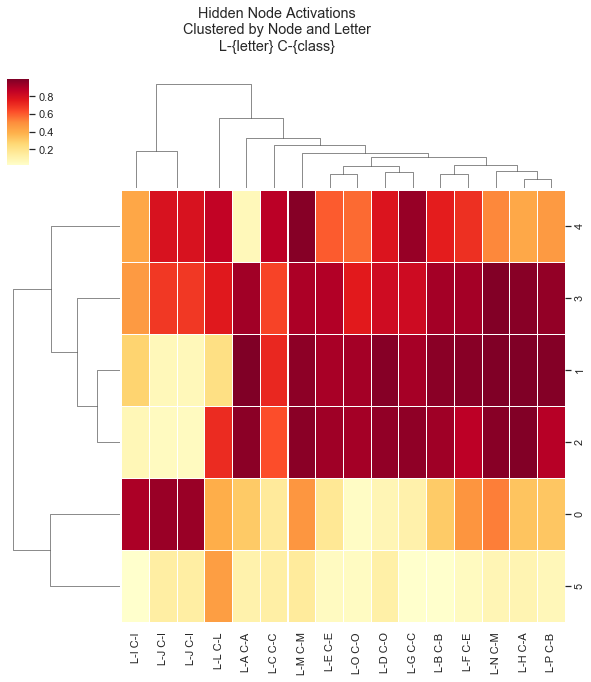 Hidden Node Activations
Clustered by Node and Letter
L-{letter} C-{class}
0.8
0.6
0.4
0.2
4
3
1
2
0
5
L-I C-I
L-J C-I
L-J C-I
L-L C-L
L-A C-A
L-C C-C
L-M C-M
L-E C-E
L-O C-O
L-D C-O
L-G C-C
L-B C-B
L-F C-E
L-N C-M
L-H C-A
L-P C-B